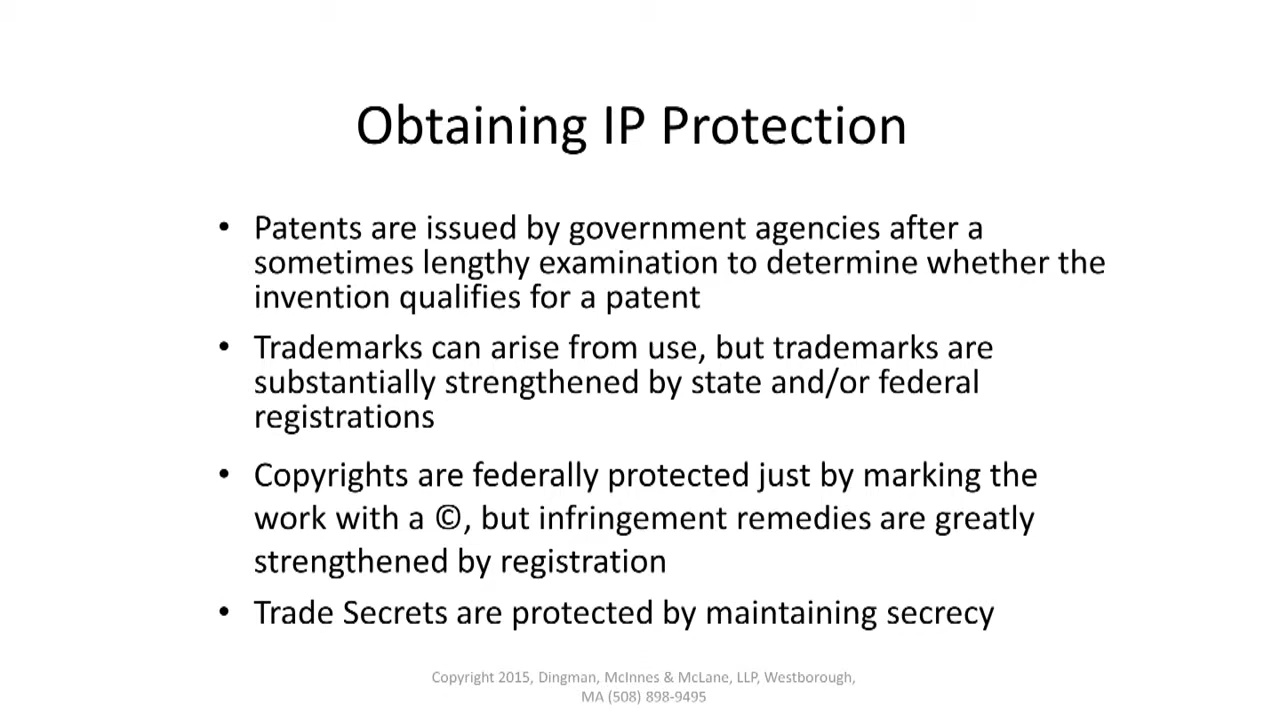 Obtaining IP Protection
• Patents are issued by government agencies after a
sometimes lengthy examination to determine whether the
invention qualifies for a patent
• Trademarks can arise from use, but trademarks are
substantially strengthened by state and/or federal
registrations
• Copyrights are federally protected just by marking the
work with a ©, but infringement remedies are greatly
strengthened by registration
• Trade Secrets are protected by maintaining secrecy
Copyright 2015, Dingman, McInnes & McLane, LLP, Westborough,
MA (508) 898-9495